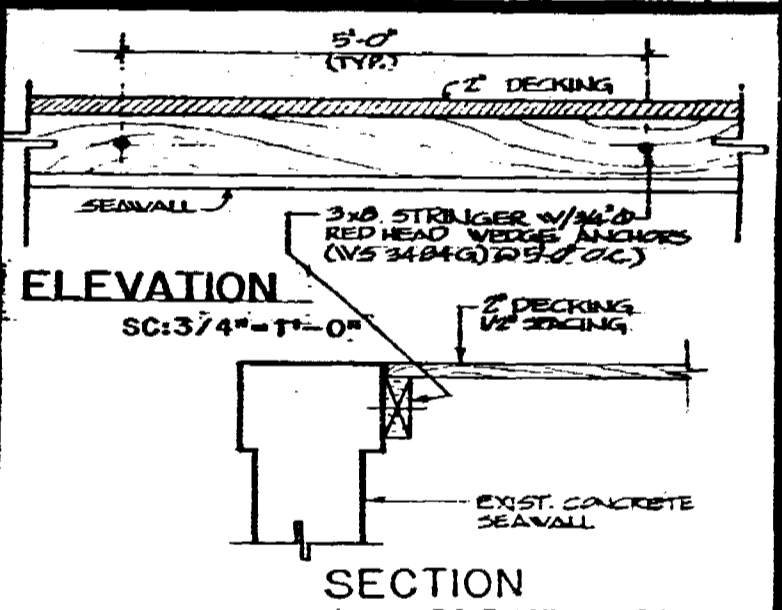 5'-0"
(TYP.)
2" DECKING
SEAWALL
3x8 STRINGER W/3/4"Ø
RED HEAD WEDGE ANCHORS
(WS 3484G) @ 5'-0" O.C.)
ELEVATION
SC:3/4"=1'-0"
2" DECKING
1/2" SPACING
EXIST. CONCRETE
SEAWALL
SECTION